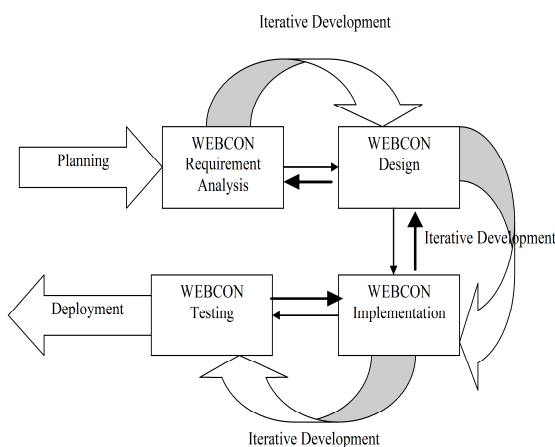 Iterative Development
Planning
WEBCON
Requirement
Analysis
WEBCON
Design
Iterative Development
Deployment
WEBCON
Testing
WEBCON
Implementation
Iterative Development